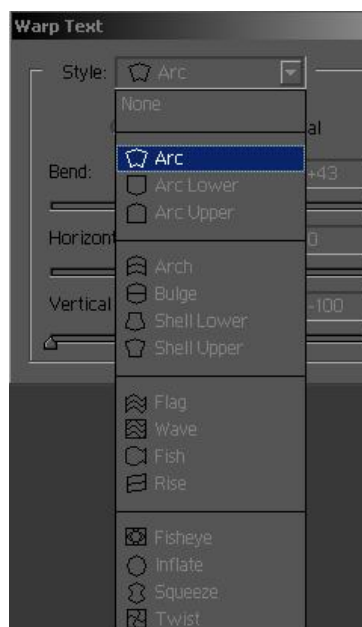 Warp Text
Style: Arc
None
al
Arc
Bend: +43
Arc Lower
Arc Upper
Horizont 0
Arch
Bulge
Vertical -100
Shell Lower
Shell Upper
Flag
Wave
Fish
Rise
Fisheye
Inflate
Squeeze
Twist